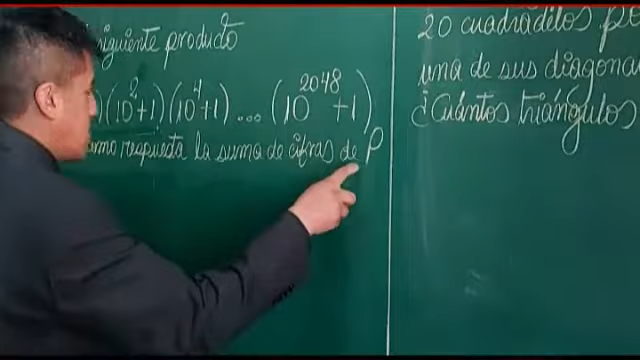 siguiente producto
)(10²+1)(10⁴+1)...(10²⁰⁴⁸+1)
como respuesta la suma de cifras de P
20 cuadraditos
una de sus
¿Cuántos triángulos